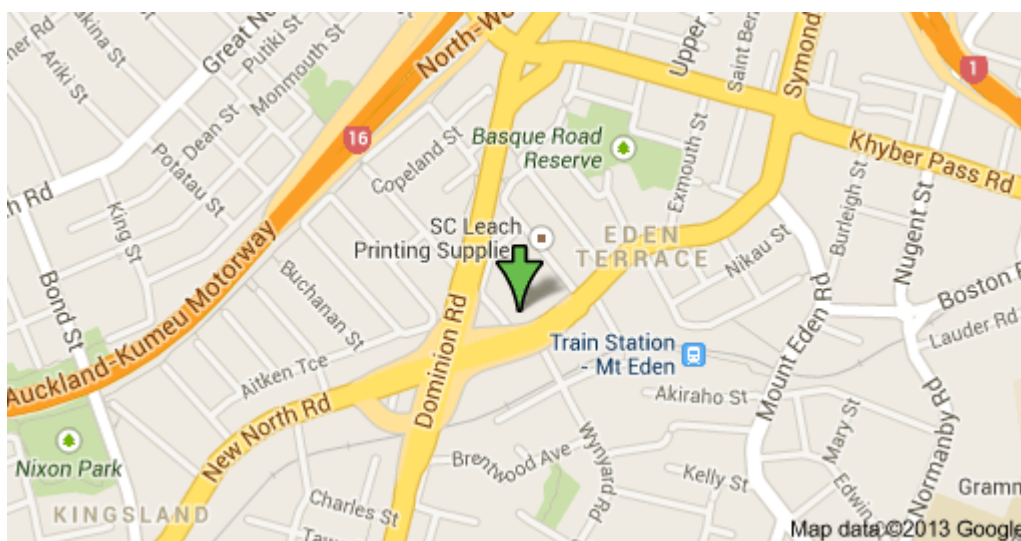 Great No
Putiki St
Ariki St
Monmouth St
Dean St
Potatau St
King St
Bond St
North-We
16
Copeland St
Basque Road
Reserve
Upper
Saint Ben
Symond
1
Khyber Pass Rd
Exmouth St
Burleigh St
Nugent St
SC Leach
Printing Supplie
EDEN
TERRACE
Nikau St
Mount Eden Rd
Boston R
Lauder Rd
Auckland-Kumeu Motorway
Buchanan St
Aitken Tce
Dominion Rd
New North Rd
Train Station
- Mt Eden
Akiraho St
Nixon Park
Brentwood Ave
Wynyard Rd
Kelly St
Mary St
Edwin
Normanby Rd
Gramm
KINGSLAND
Charles St
Map data ©2013 Google